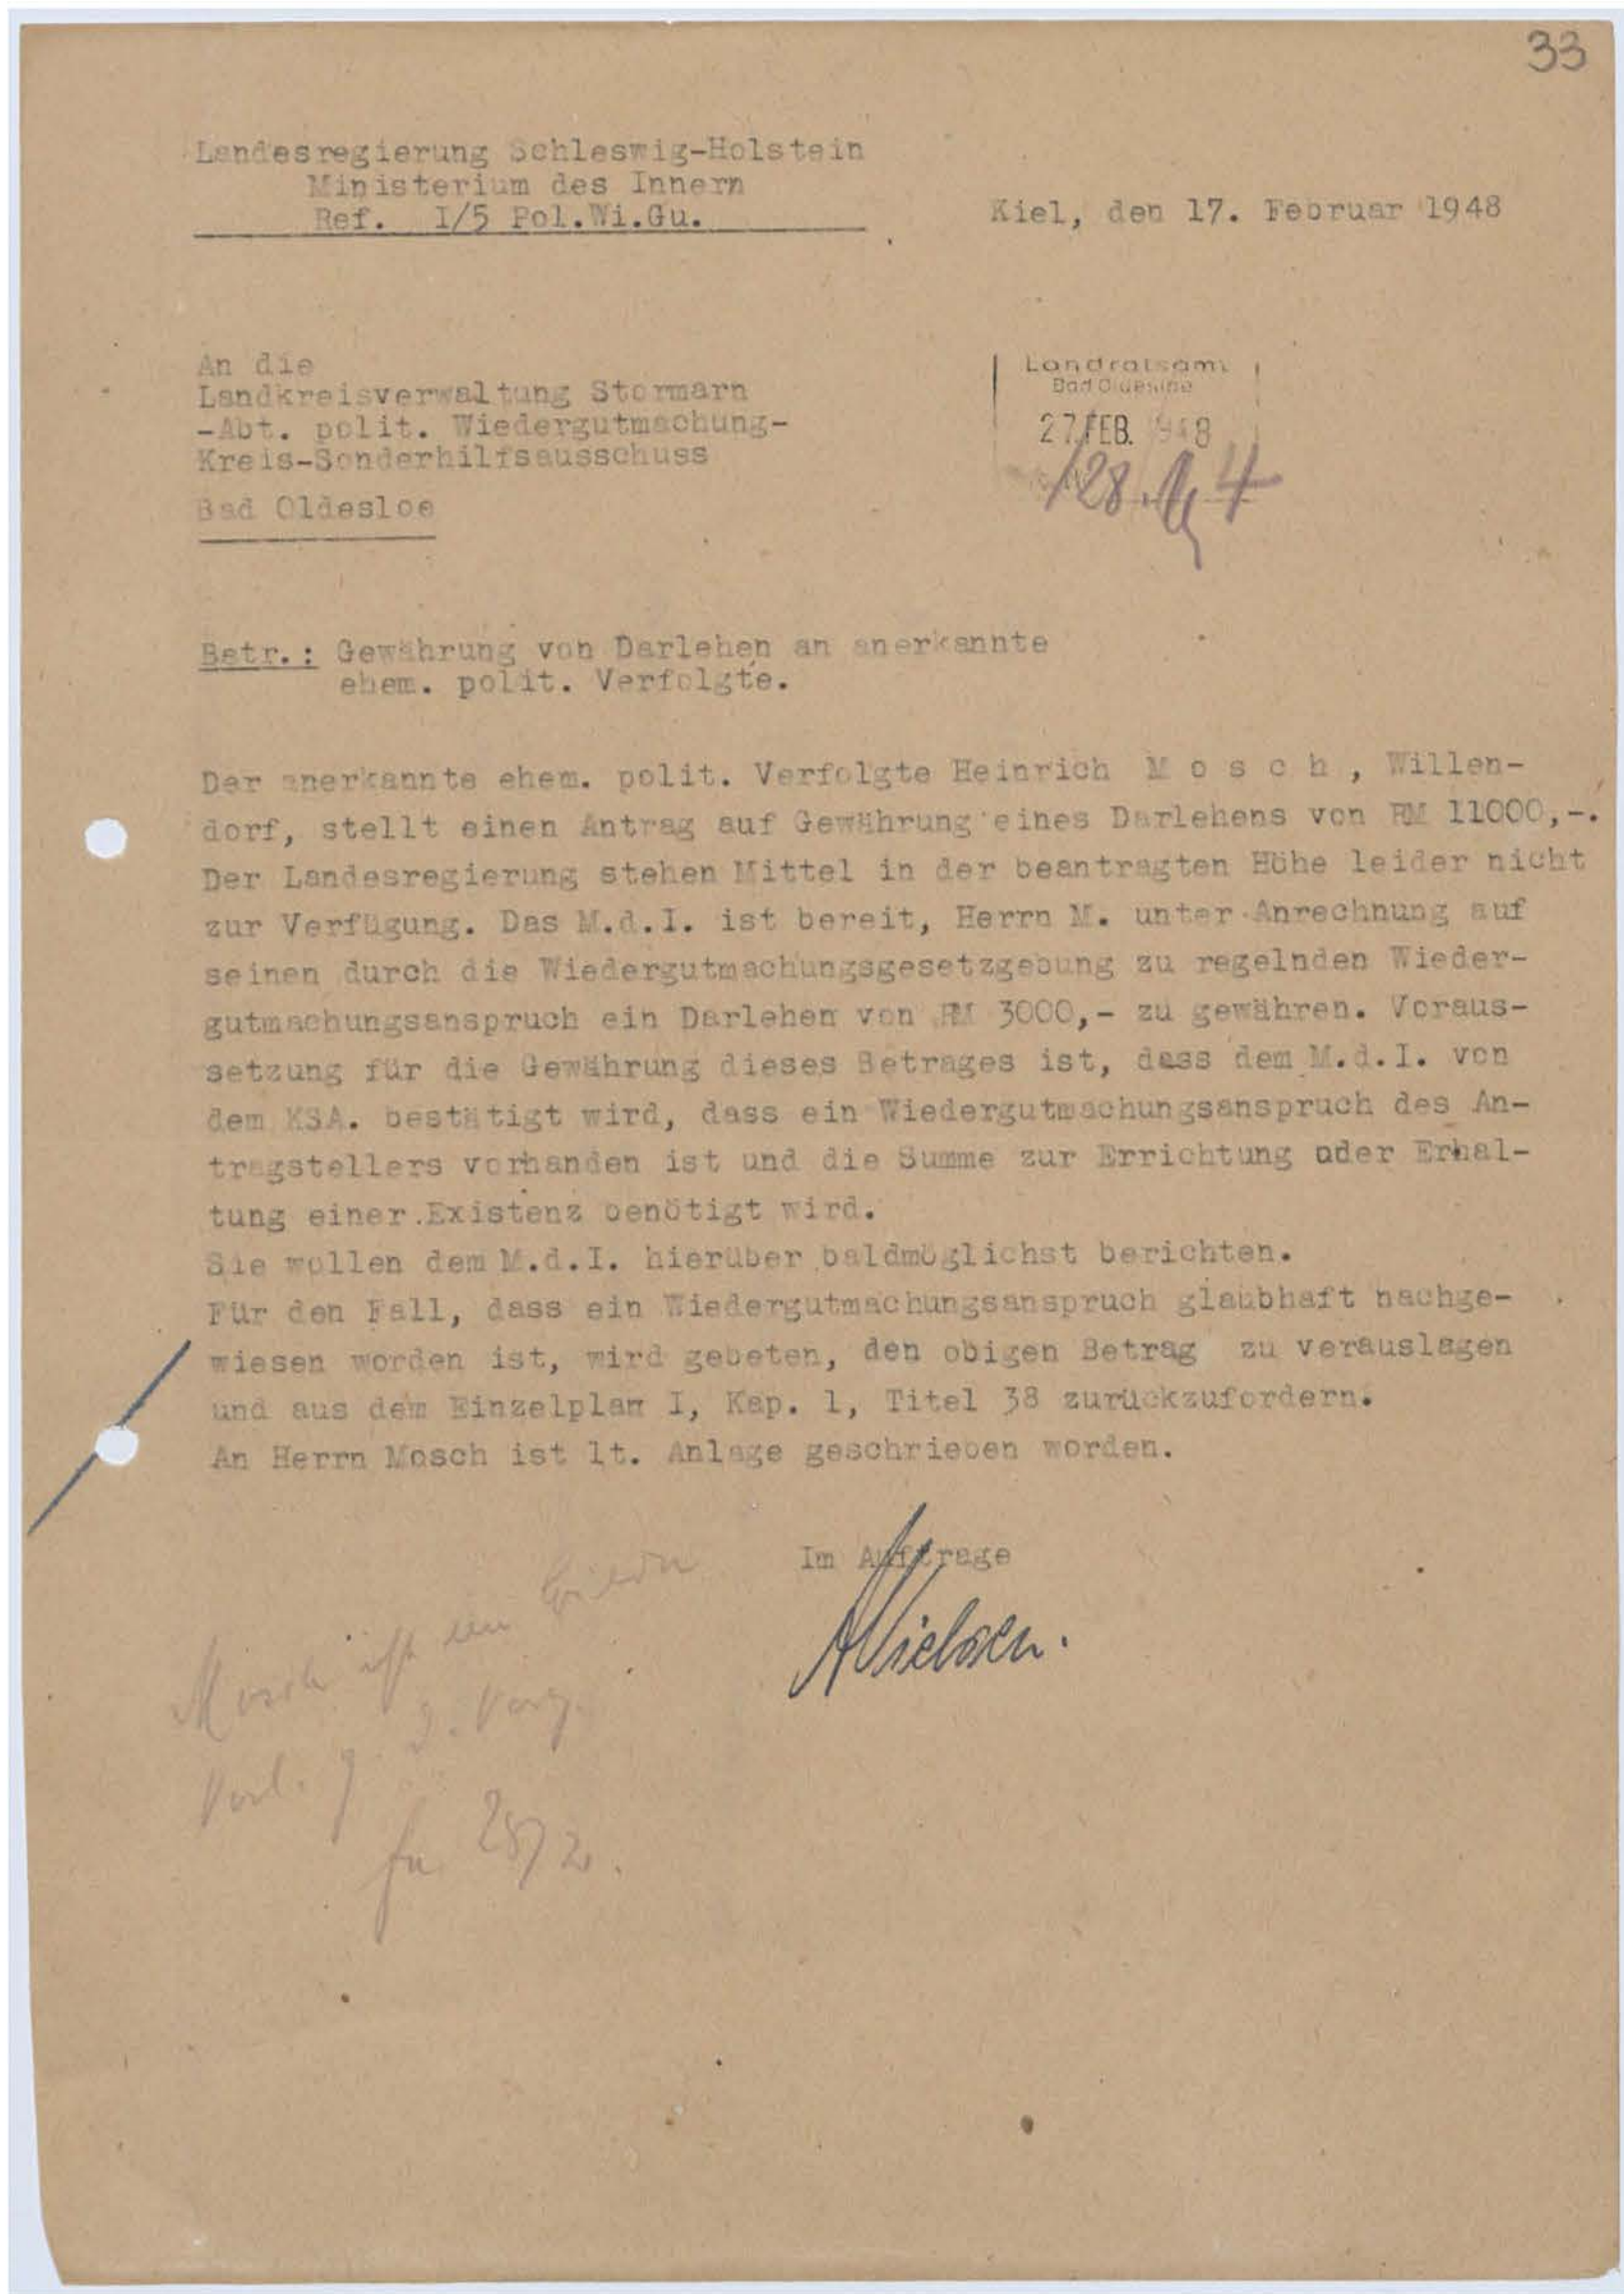 33
Landesregierung Schleswig-Holstein
Ministerium des Innern
Ref. I/5 Pol.Wi.Gu.
Kiel, den 17. Februar 1948
An die
Landkreisverwaltung Stormarn
-Abt. polit. Wiedergutmachung-
Kreis-Sonderhilfsausschuss
Bad Oldesloe
Landratsamt
Bad Oldesloe
27.FEB. 1948
Betr.: Gewährung von Darlehen an anerkannte
ehem. polit. Verfolgte.
Der anerkannte ehem. polit. Verfolgte Heinrich M o s c h , Willen-
dorf, stellt einen Antrag auf Gewährung eines Darlehens von RM 11000,-.
Der Landesregierung stehen Mittel in der beantragten Höhe leider nicht
zur Verfügung. Das M.d.I. ist bereit, Herrn M. unter Anrechnung auf
seinen durch die Wiedergutmachungsgesetzgebung zu regelnden Wieder-
gutmachungsanspruch ein Darlehen von RM 3000,- zu gewähren. Voraus-
setzung für die Gewährung dieses Betrages ist, dass dem M.d.I. von
dem KSA. bestätigt wird, dass ein Wiedergutmachungsanspruch des An-
tragstellers vorhanden ist und die Summe zur Errichtung oder Erhal-
tung einer Existenz benötigt wird.
Sie wollen dem M.d.I. hierüber baldmöglichst berichten.
Für den Fall, dass ein Wiedergutmachungsanspruch glaubhaft nachge-
wiesen worden ist, wird gebeten, den obigen Betrag zu verauslagen
und aus dem Einzelplan I, Kap. 1, Titel 38 zurückzufordern.
An Herrn Mosch ist lt. Anlage geschrieben worden.
Im Auftrage
Nielsen.
Mosch ist
28/2.